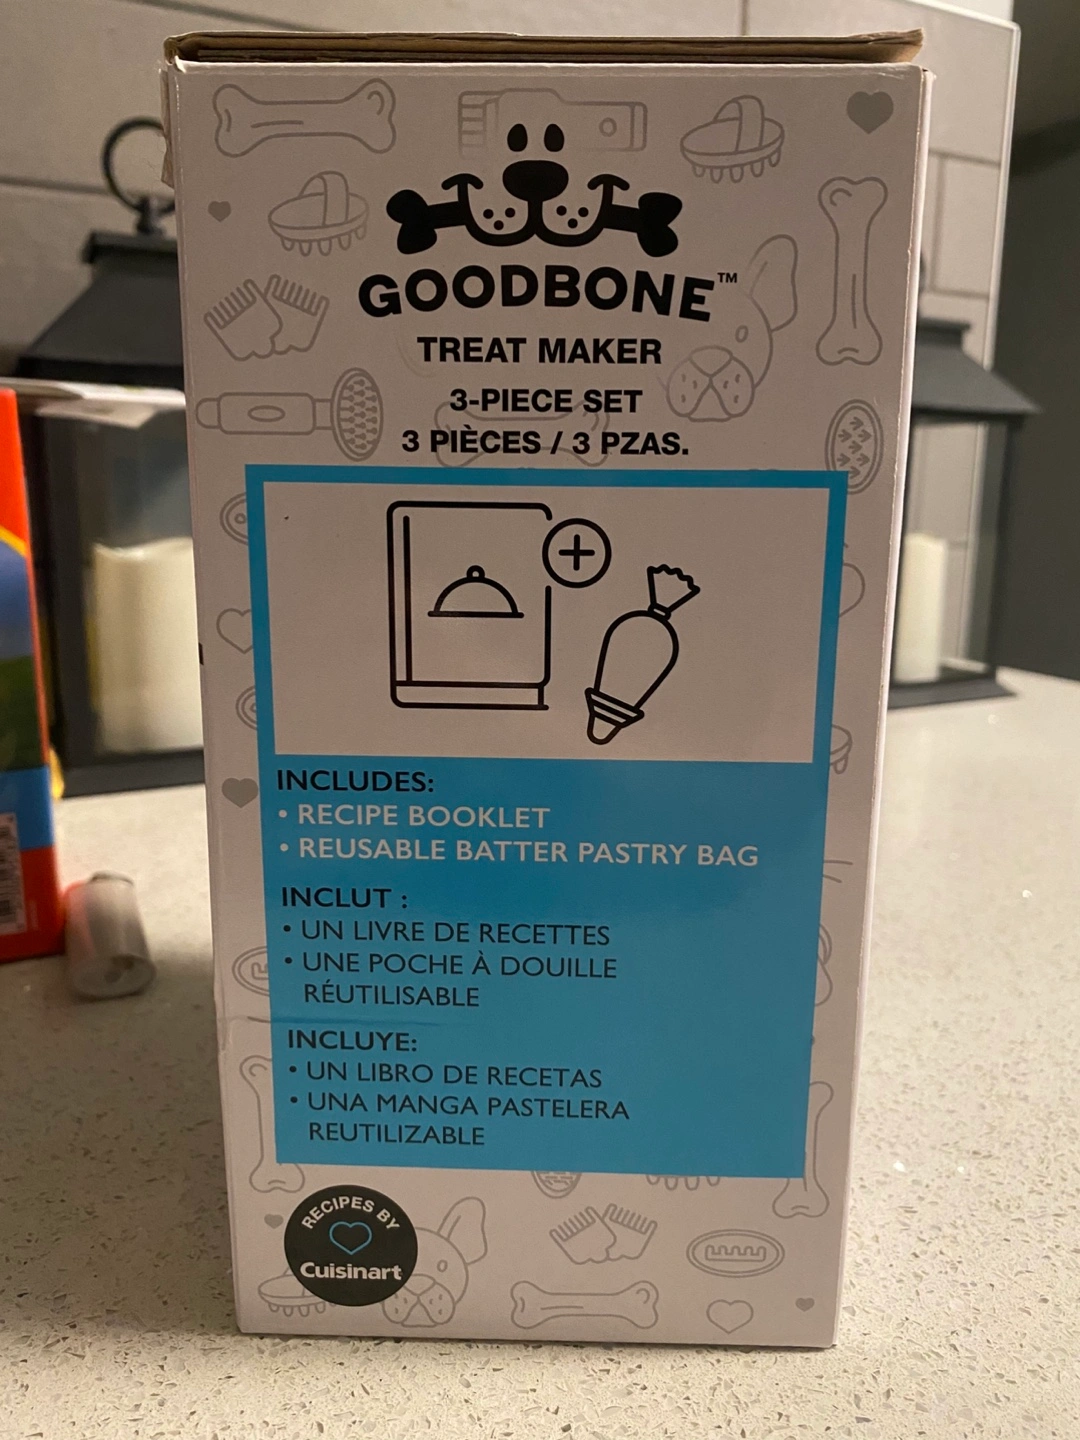 GOODBONE™
TREAT MAKER
3-PIECE SET
3 PIÈCES / 3 PZAS.
INCLUDES:
• RECIPE BOOKLET
• REUSABLE BATTER PASTRY BAG
INCLUT :
• UN LIVRE DE RECETTES
• UNE POCHE À DOUILLE
RÉUTILISABLE
INCLUYE:
• UN LIBRO DE RECETAS
• UNA MANGA PASTELERA
REUTILIZABLE
RECIPES BY
Cuisinart